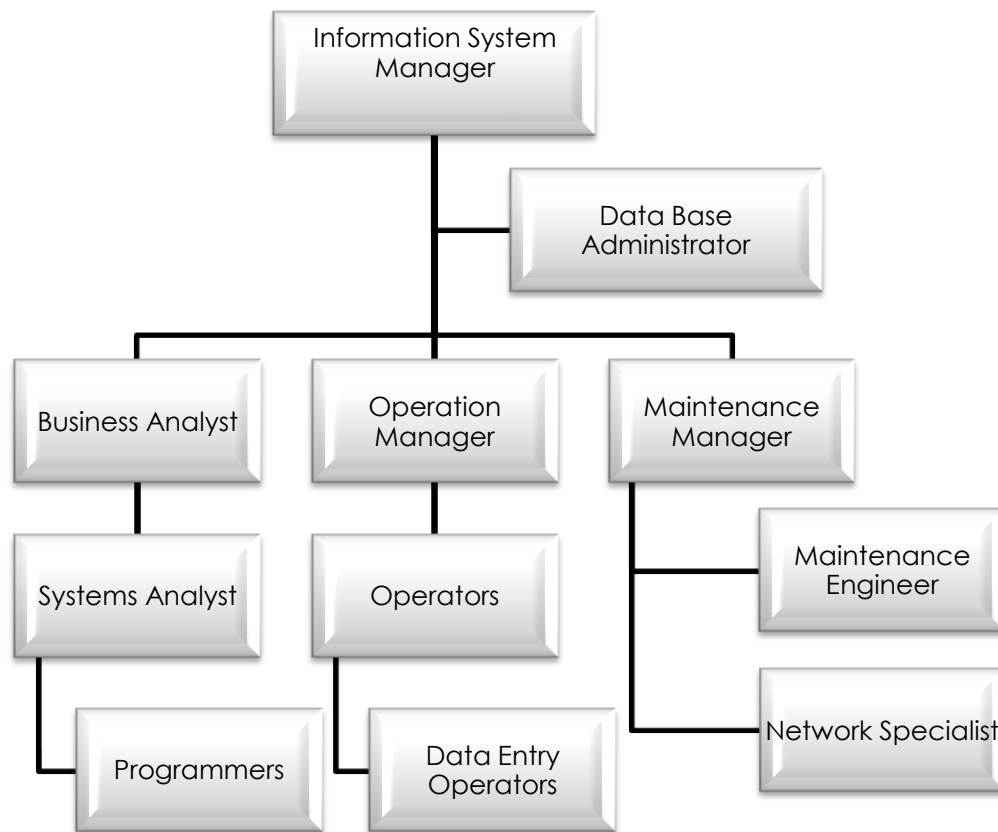 Information System
Manager
Data Base
Administrator
Business Analyst
Operation
Manager
Maintenance
Manager
Systems Analyst
Operators
Maintenance
Engineer
Programmers
Data Entry
Operators
Network Specialist